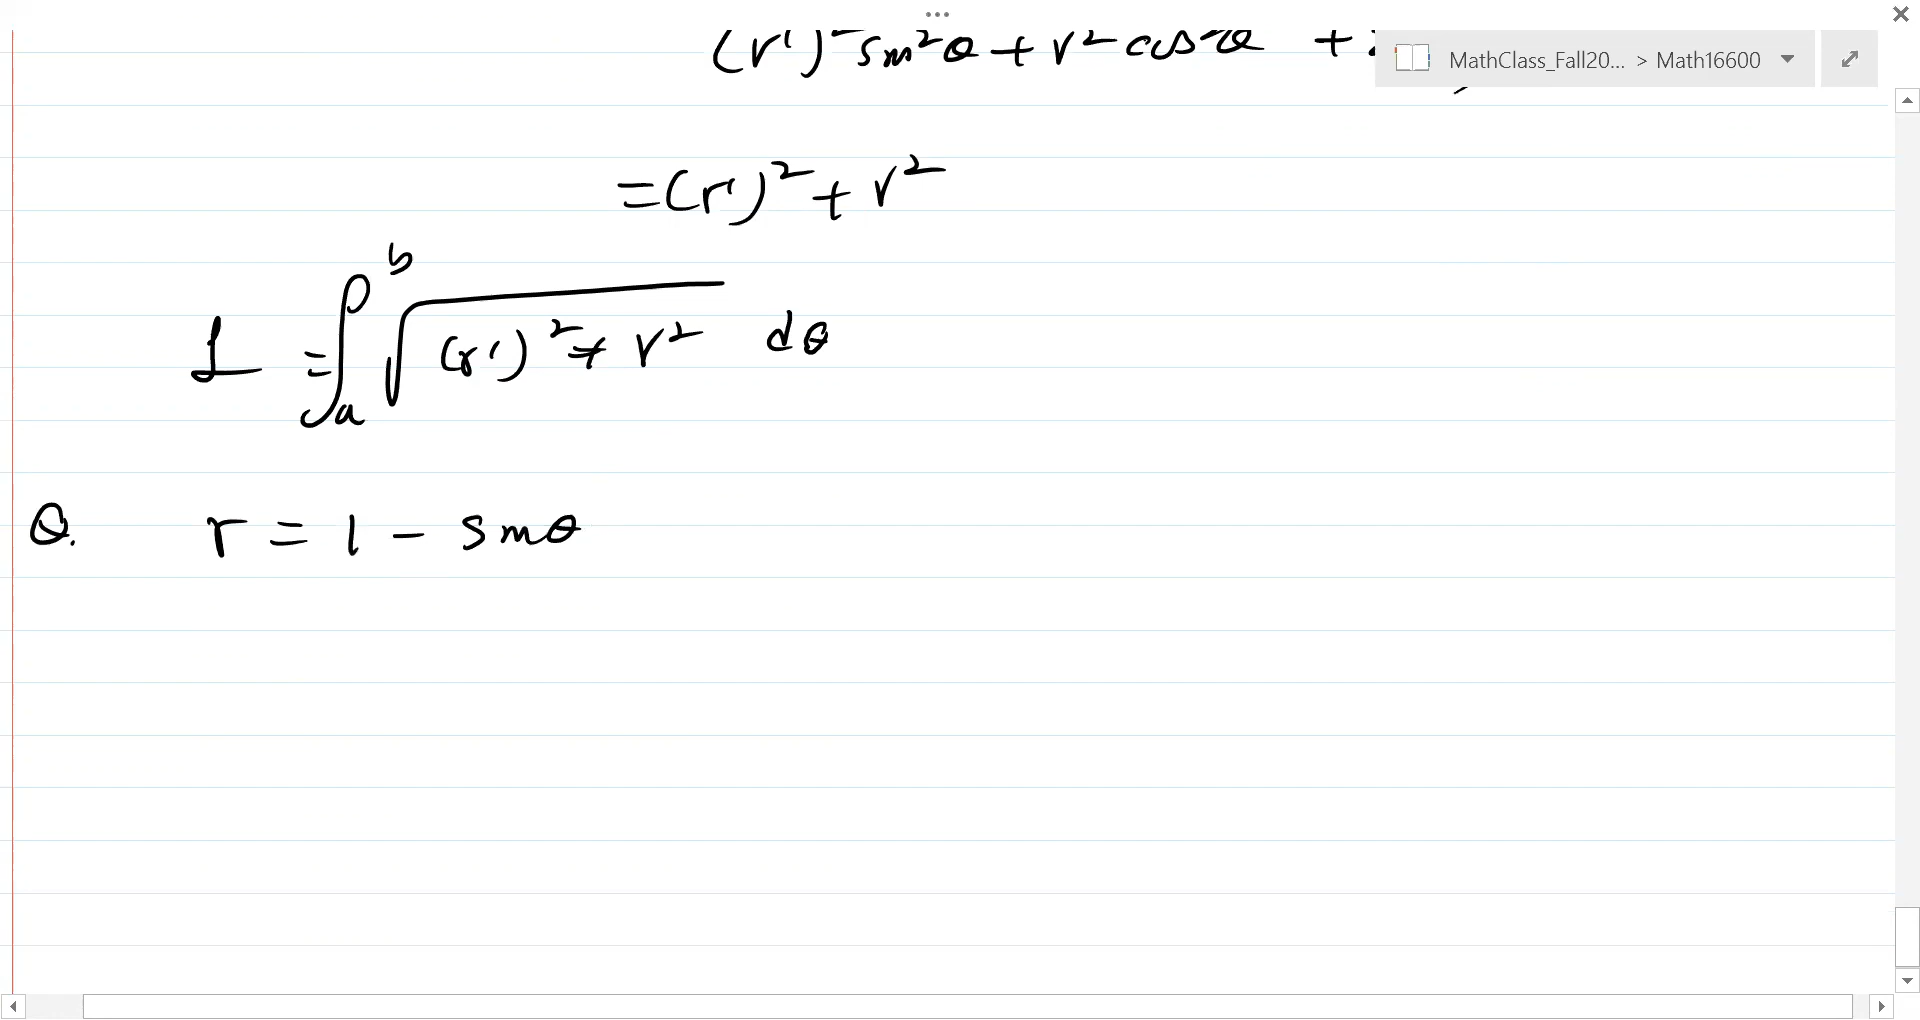 (r')² sin²θ + r² cos²θ +
MathClass_Fall20... > Math16600
= (r')² + r²
L = ∫ₐᵇ √((r')² + r²) dθ
Q. r = 1 - sinθ